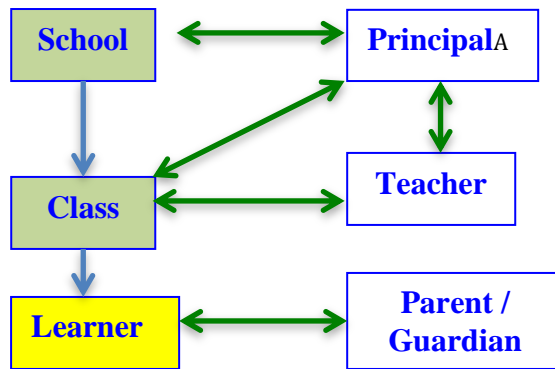 School
PrincipalA
Class
Teacher
Learner
Parent /
Guardian